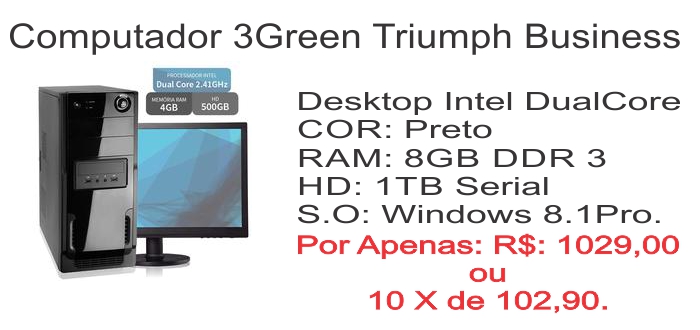 Computador 3Green Triumph Business
PROCESSADOR INTEL
Dual Core 2.41GHz
MEMÓRIA RAM
4GB
HD
500GB
Desktop Intel DualCore
COR: Preto
RAM: 8GB DDR 3
HD: 1TB Serial
S.O: Windows 8.1Pro.
Por Apenas: R$: 1029,00
ou
10 X de 102,90.